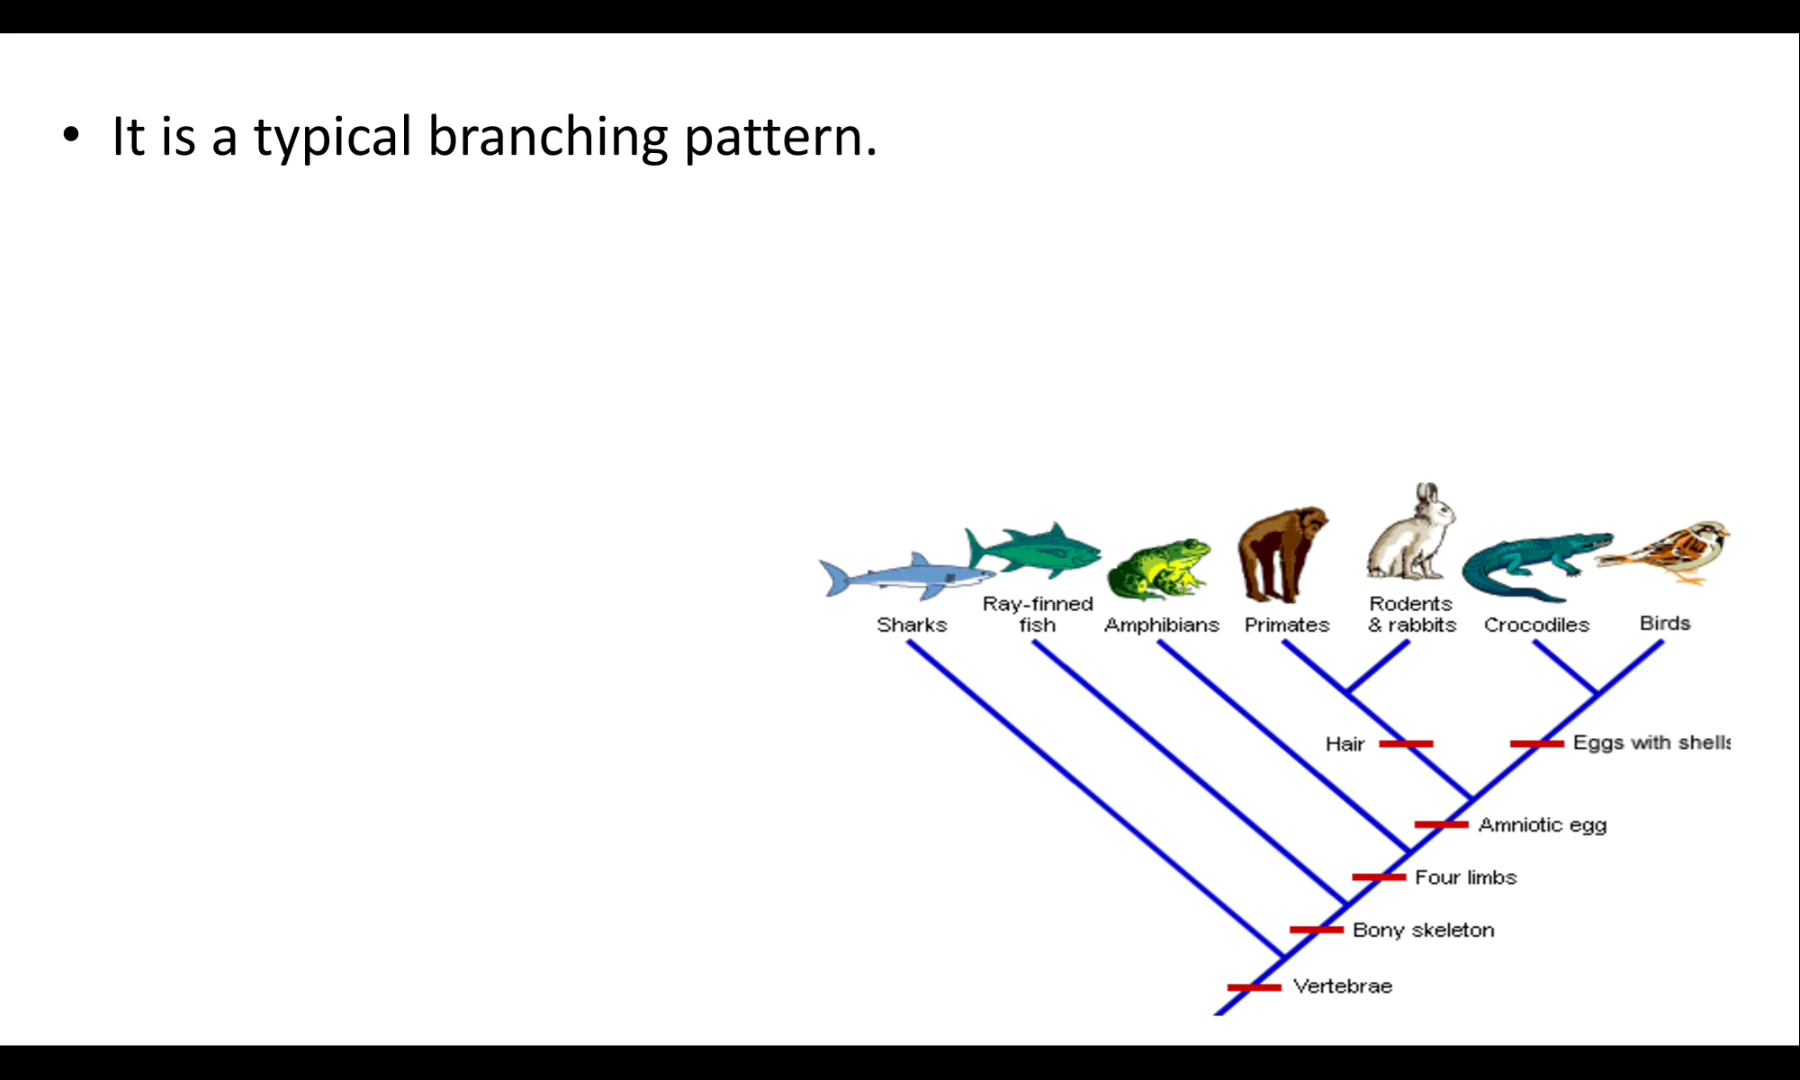 • It is a typical branching pattern.
Ray-finned
fish
Rodents
& rabbits
Sharks
Amphibians
Primates
Crocodiles
Birds
Hair
Eggs with shells
Amniotic egg
Four limbs
Bony skeleton
Vertebrae